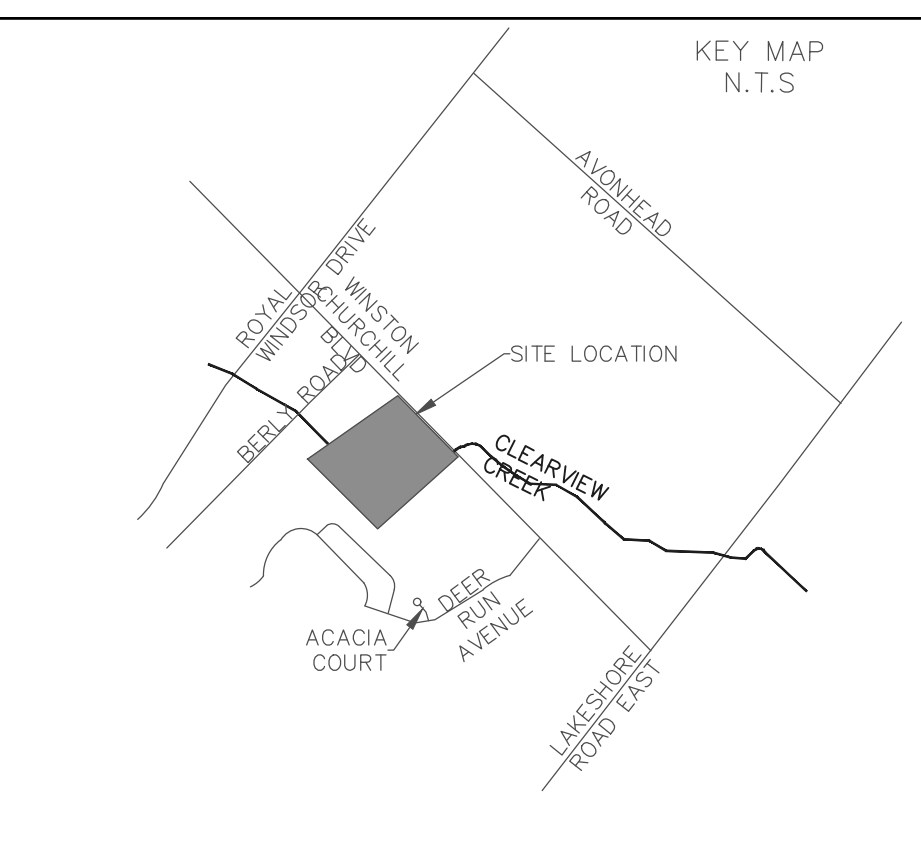 KEY MAP
N.T.S
AVONHEAD
ROAD
ROYAL
WINDSOR DRIVE
WINSTON
CHURCHILL
BLVD
SITE LOCATION
BERLY ROAD
CLEARVIEW
CREEK
DEER
RUN
AVENUE
ACACIA
COURT
LAKESHORE
ROAD EAST